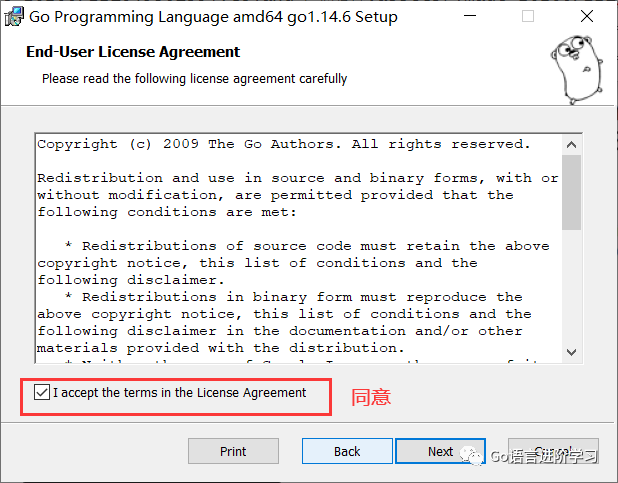 Go Programming Language amd64 go1.14.6 Setup
End-User License Agreement
Please read the following license agreement carefully
Copyright (c) 2009 The Go Authors. All rights reserved.
Redistribution and use in source and binary forms, with or
without modification, are permitted provided that the
following conditions are met:
* Redistributions of source code must retain the above
copyright notice, this list of conditions and the
following disclaimer.
* Redistributions in binary form must reproduce the
above copyright notice, this list of conditions and the
following disclaimer in the documentation and/or other
materials provided with the distribution.
I accept the terms in the License Agreement
同意
Print
Back
Next
Cancel
Go语言进阶学习